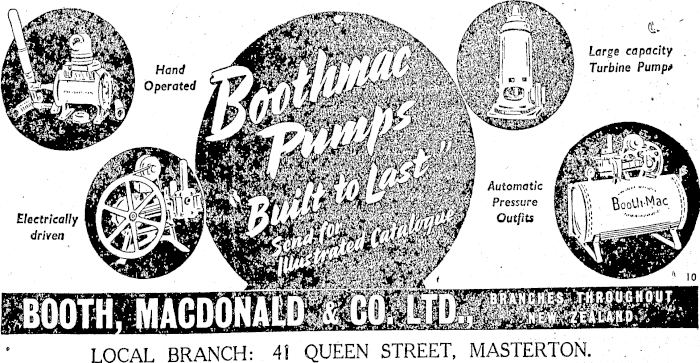 Hand
Operated
Boothmac
Pumps
Built to Last"
Send for
Illustrated Catalogue
Large capacity
Turbine Pumps
Electrically
driven
Automatic
Pressure
Outfits
Booth-Mac
10
BOOTH, MACDONALD & CO. LTD.,
BRANCHES THROUGHOUT
NEW ZEALAND
LOCAL BRANCH: 41 QUEEN STREET, MASTERTON.